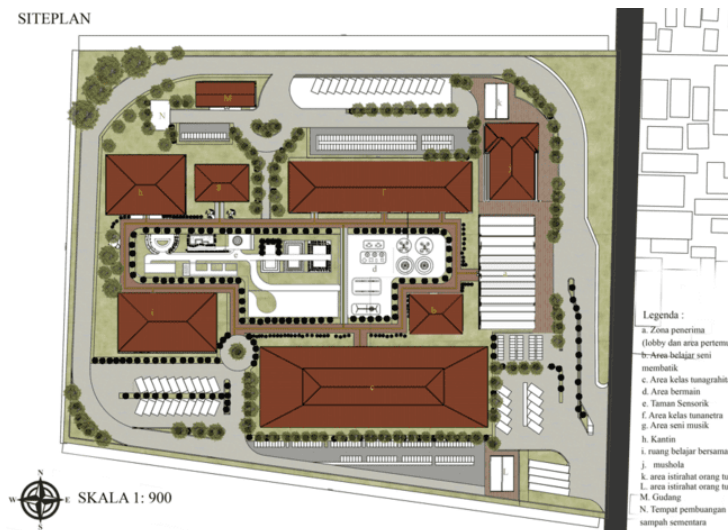 SITEPLAN
M
N
k
h
g
f
j
e
a
d
i
b
c
L
Legenda :
a. Zona penerima
(lobby dan area pertemu
b. Area belajar seni
membatik
c. Area kelas tunagrahita
d. Area bermain
e. Taman Sensorik
f. Area kelas tunanetra
g. Area seni musik
h. Kantin
i. ruang belajar bersama
j. mushola
k. area istirahat orang tu
L. area istirahat orang tu
M. Gudang
N. Tempat pembuangan
sampah sementara
N
W
E
S
SKALA 1: 900